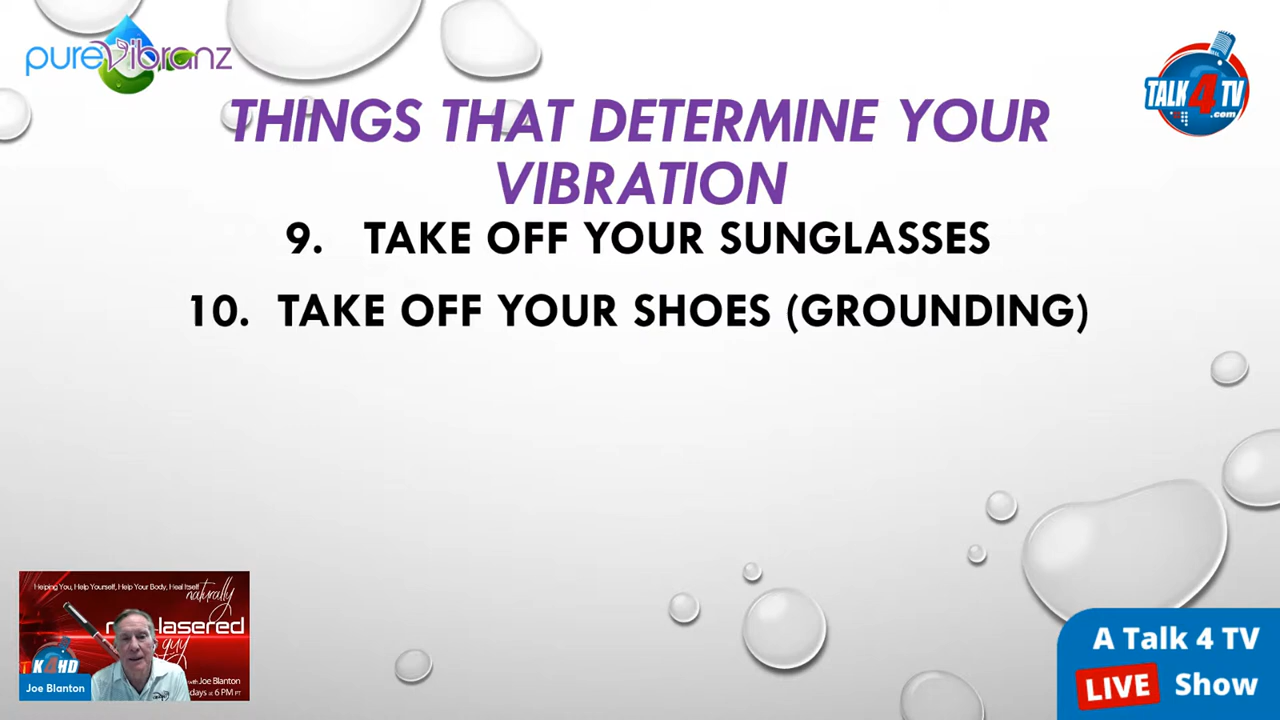 purevibranz
TALK 4 TV
.com
THINGS THAT DETERMINE YOUR
VIBRATION
9. TAKE OFF YOUR SUNGLASSES
10. TAKE OFF YOUR SHOES (GROUNDING)
Helping You, Help Yourself, Help Your Body, Heal Itself
naturally
lasered
guy
K4HD
with Joe Blanton
days at 6 PM PT
Joe Blanton
A Talk 4 TV
LIVE Show